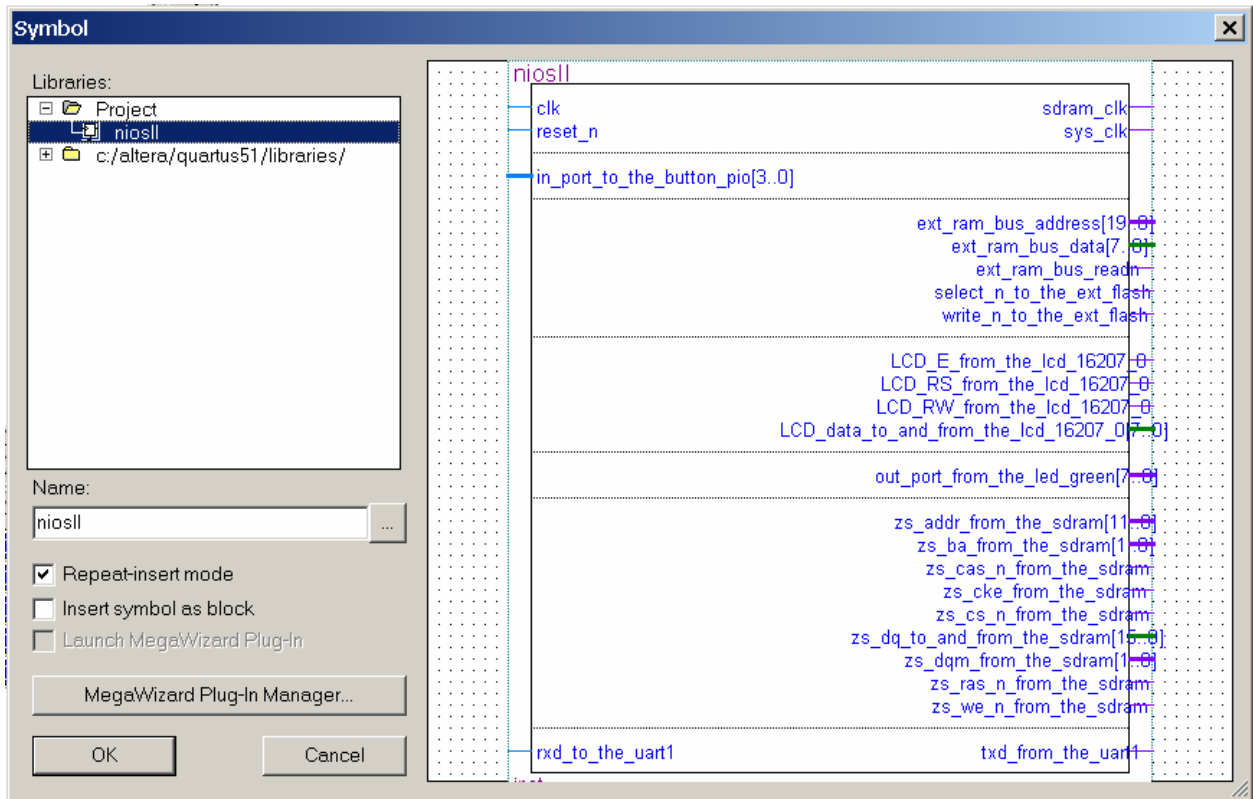 Symbol
Libraries:
Project
niosII
c:/altera/quartus51/libraries/
Name:
niosII
...
Repeat-insert mode
Insert symbol as block
Launch MegaWizard Plug-In
MegaWizard Plug-In Manager...
OK
Cancel
niosII
clk
sdram_clk
reset_n
sys_clk
in_port_to_the_button_pio[3..0]
ext_ram_bus_address[19..0]
ext_ram_bus_data[7..0]
ext_ram_bus_readn
select_n_to_the_ext_flash
write_n_to_the_ext_flash
LCD_E_from_the_lcd_16207_0
LCD_RS_from_the_lcd_16207_0
LCD_RW_from_the_lcd_16207_0
LCD_data_to_and_from_the_lcd_16207_0[7..0]
out_port_from_the_led_green[7..0]
zs_addr_from_the_sdram[11..0]
zs_ba_from_the_sdram[1..0]
zs_cas_n_from_the_sdram
zs_cke_from_the_sdram
zs_cs_n_from_the_sdram
zs_dq_to_and_from_the_sdram[15..0]
zs_dqm_from_the_sdram[1..0]
zs_ras_n_from_the_sdram
zs_we_n_from_the_sdram
rxd_to_the_uart1
txd_from_the_uart1